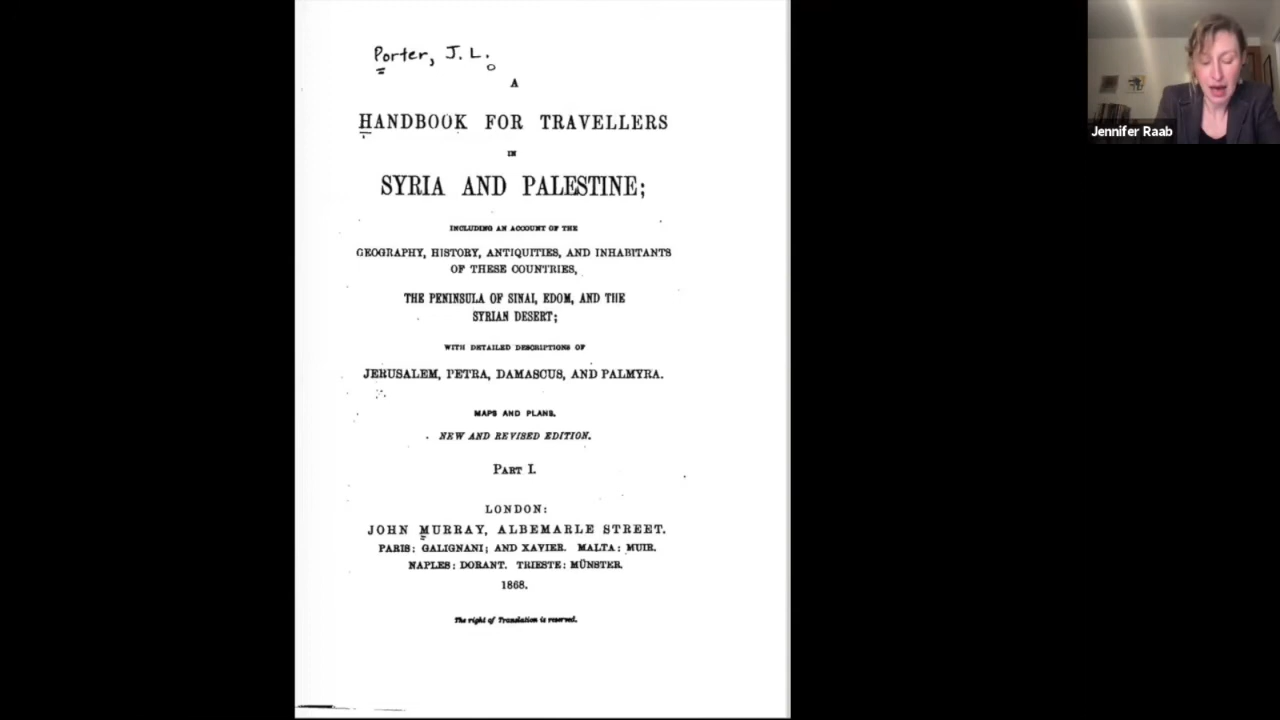 Porter, J. L.
A
HANDBOOK FOR TRAVELLERS
IN
SYRIA AND PALESTINE;
INCLUDING AN ACCOUNT OF THE
GEOGRAPHY, HISTORY, ANTIQUITIES, AND INHABITANTS
OF THESE COUNTRIES,
THE PENINSULA OF SINAI, EDOM, AND THE
SYRIAN DESERT;
WITH DETAILED DESCRIPTIONS OF
JERUSALEM, PETRA, DAMASCUS, AND PALMYRA.
MAPS AND PLANS.
NEW AND REVISED EDITION.
PART I.
LONDON:
JOHN MURRAY, ALBEMARLE STREET.
PARIS: GALIGNANI; AND XAVIER. MALTA: MUIR.
NAPLES: DORANT. TRIESTE: MÜNSTER.
1868.
The right of Translation is reserved.
Jennifer Raab